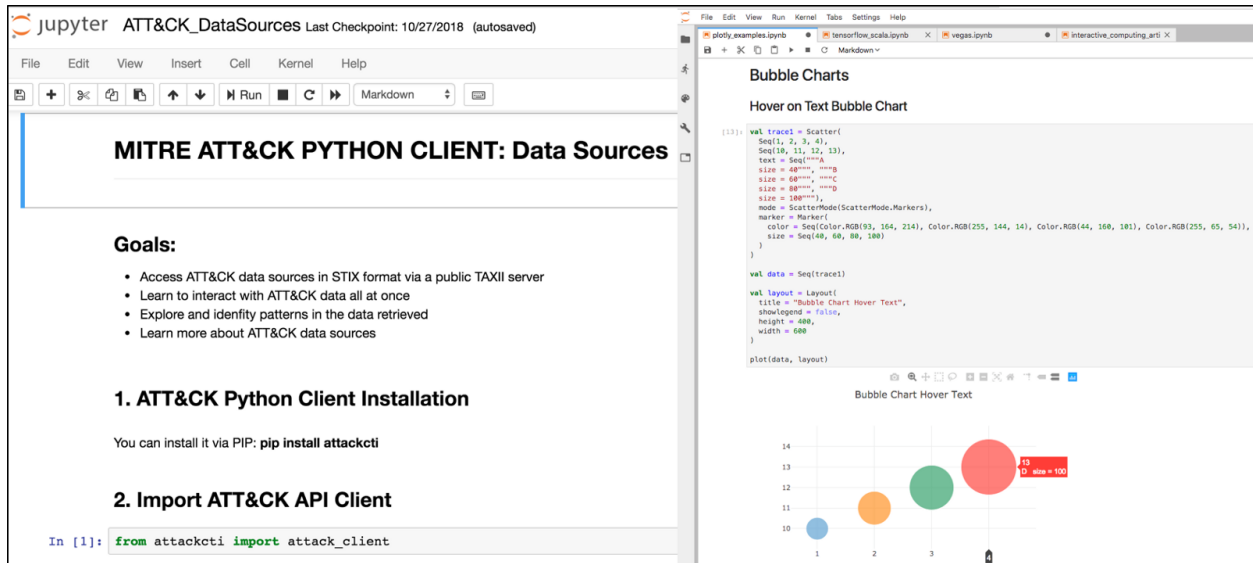 jupyter ATT&CK_DataSources Last Checkpoint: 10/27/2018 (autosaved)
File Edit View Insert Cell Kernel Help
Run Markdown
MITRE ATT&CK PYTHON CLIENT: Data Sources
Goals:
• Access ATT&CK data sources in STIX format via a public TAXII server
• Learn to interact with ATT&CK data all at once
• Explore and idenfity patterns in the data retrieved
• Learn more about ATT&CK data sources
1. ATT&CK Python Client Installation
You can install it via PIP: pip install attackcti
2. Import ATT&CK API Client
In [1]: from attackcti import attack_client
File Edit View Run Kernel Tabs Settings Help
plotly_examples.ipynb tensorflow_scala.ipynb vegas.ipynb interactive_computing_arti
Markdown
Bubble Charts
Hover on Text Bubble Chart
[13]: val trace1 = Scatter(
Seq(1, 2, 3, 4),
Seq(10, 11, 12, 13),
text = Seq("""A
size = 40""", """B
size = 60""", """C
size = 80""", """D
size = 100"""),
mode = ScatterMode(ScatterMode.Markers),
marker = Marker(
color = Seq(Color.RGB(93, 164, 214), Color.RGB(255, 144, 14), Color.RGB(44, 160, 101), Color.RGB(255, 65, 54)),
size = Seq(40, 60, 80, 100)
)
)
val data = Seq(trace1)
val layout = Layout(
title = "Bubble Chart Hover Text",
showlegend = false,
height = 400,
width = 600
)
plot(data, layout)
Bubble Chart Hover Text
14
13
12
11
10
13
D size = 100
1 2 3 4